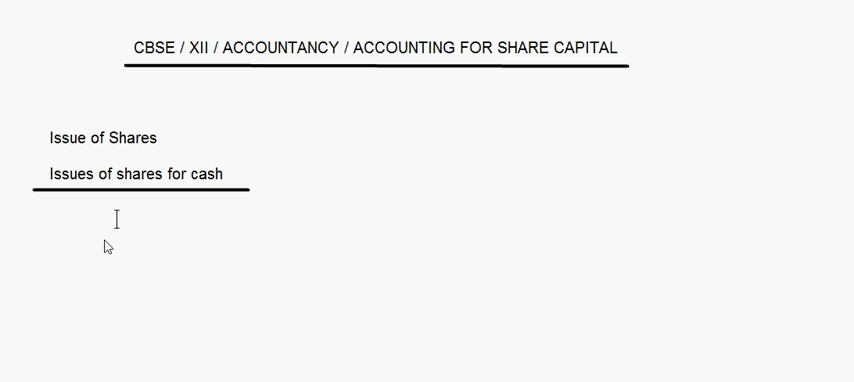 CBSE / XII / ACCOUNTANCY / ACCOUNTING FOR SHARE CAPITAL
Issue of Shares
Issues of shares for cash